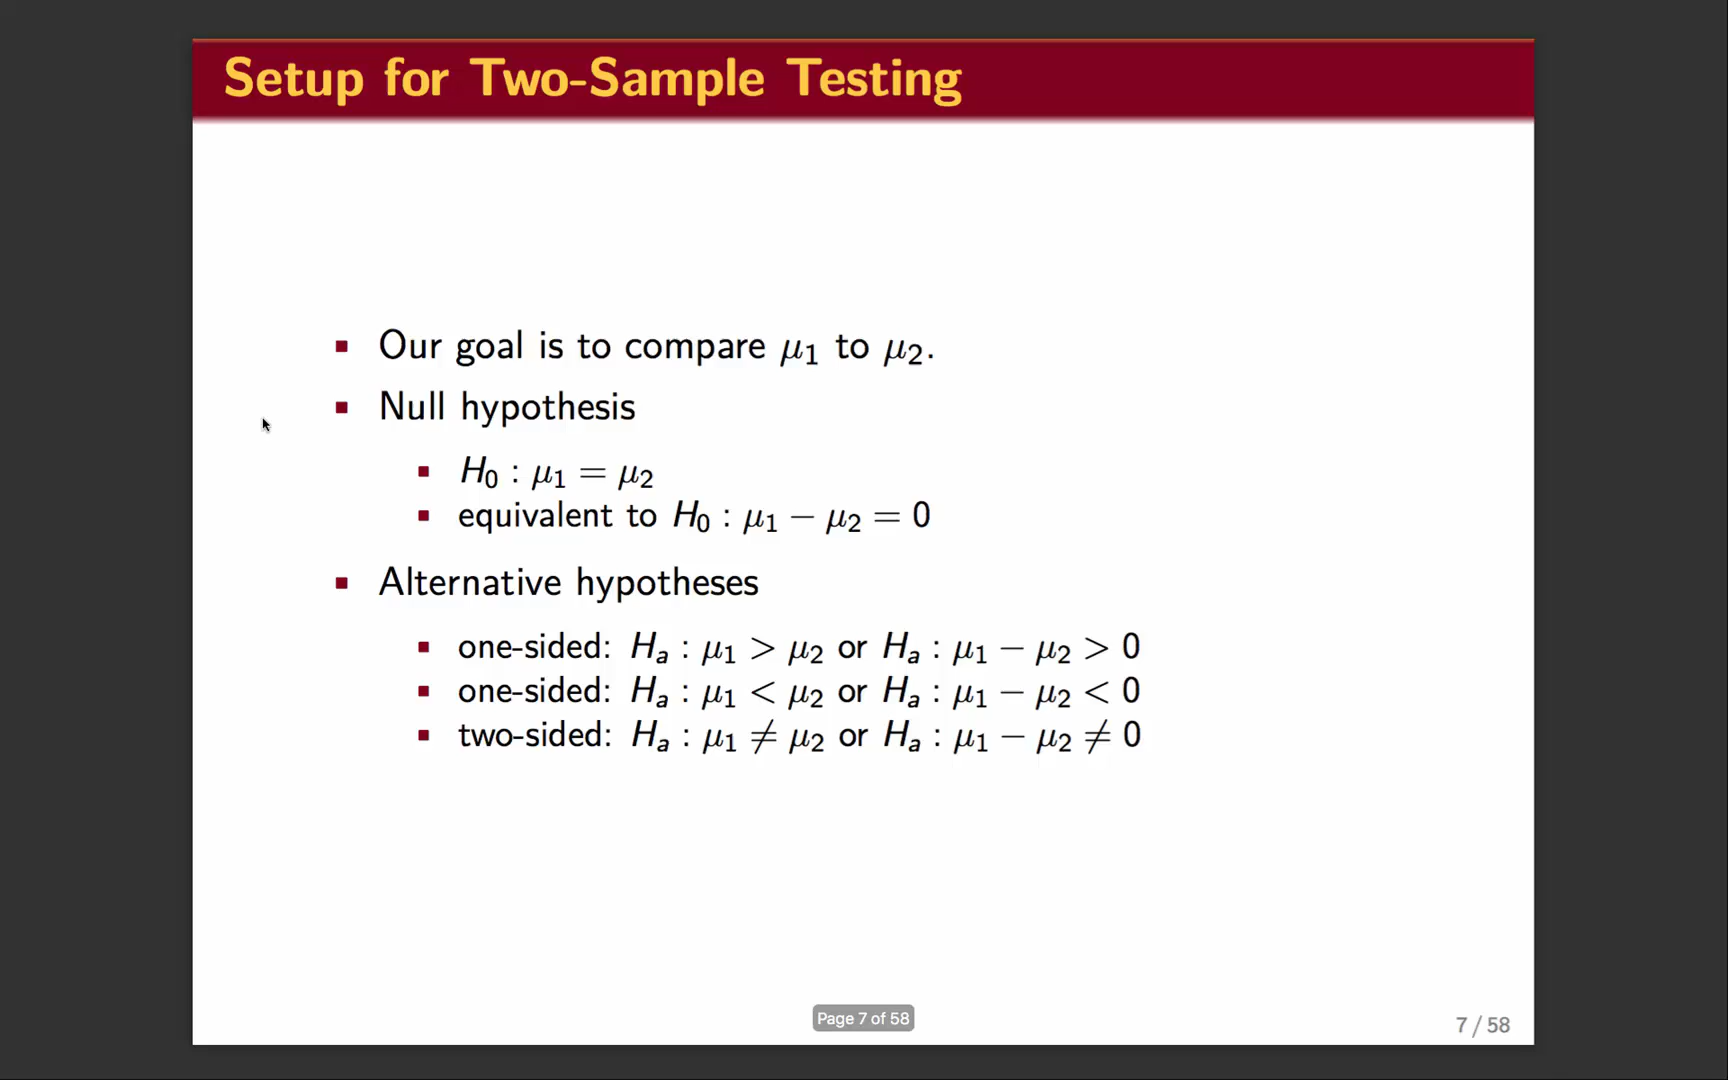 Setup for Two-Sample Testing
Our goal is to compare μ₁ to μ₂.
Null hypothesis
H₀ : μ₁ = μ₂
equivalent to H₀ : μ₁ − μ₂ = 0
Alternative hypotheses
one-sided: Hₐ : μ₁ > μ₂ or Hₐ : μ₁ − μ₂ > 0
one-sided: Hₐ : μ₁ < μ₂ or Hₐ : μ₁ − μ₂ < 0
two-sided: Hₐ : μ₁ ≠ μ₂ or Hₐ : μ₁ − μ₂ ≠ 0
Page 7 of 58
7 / 58